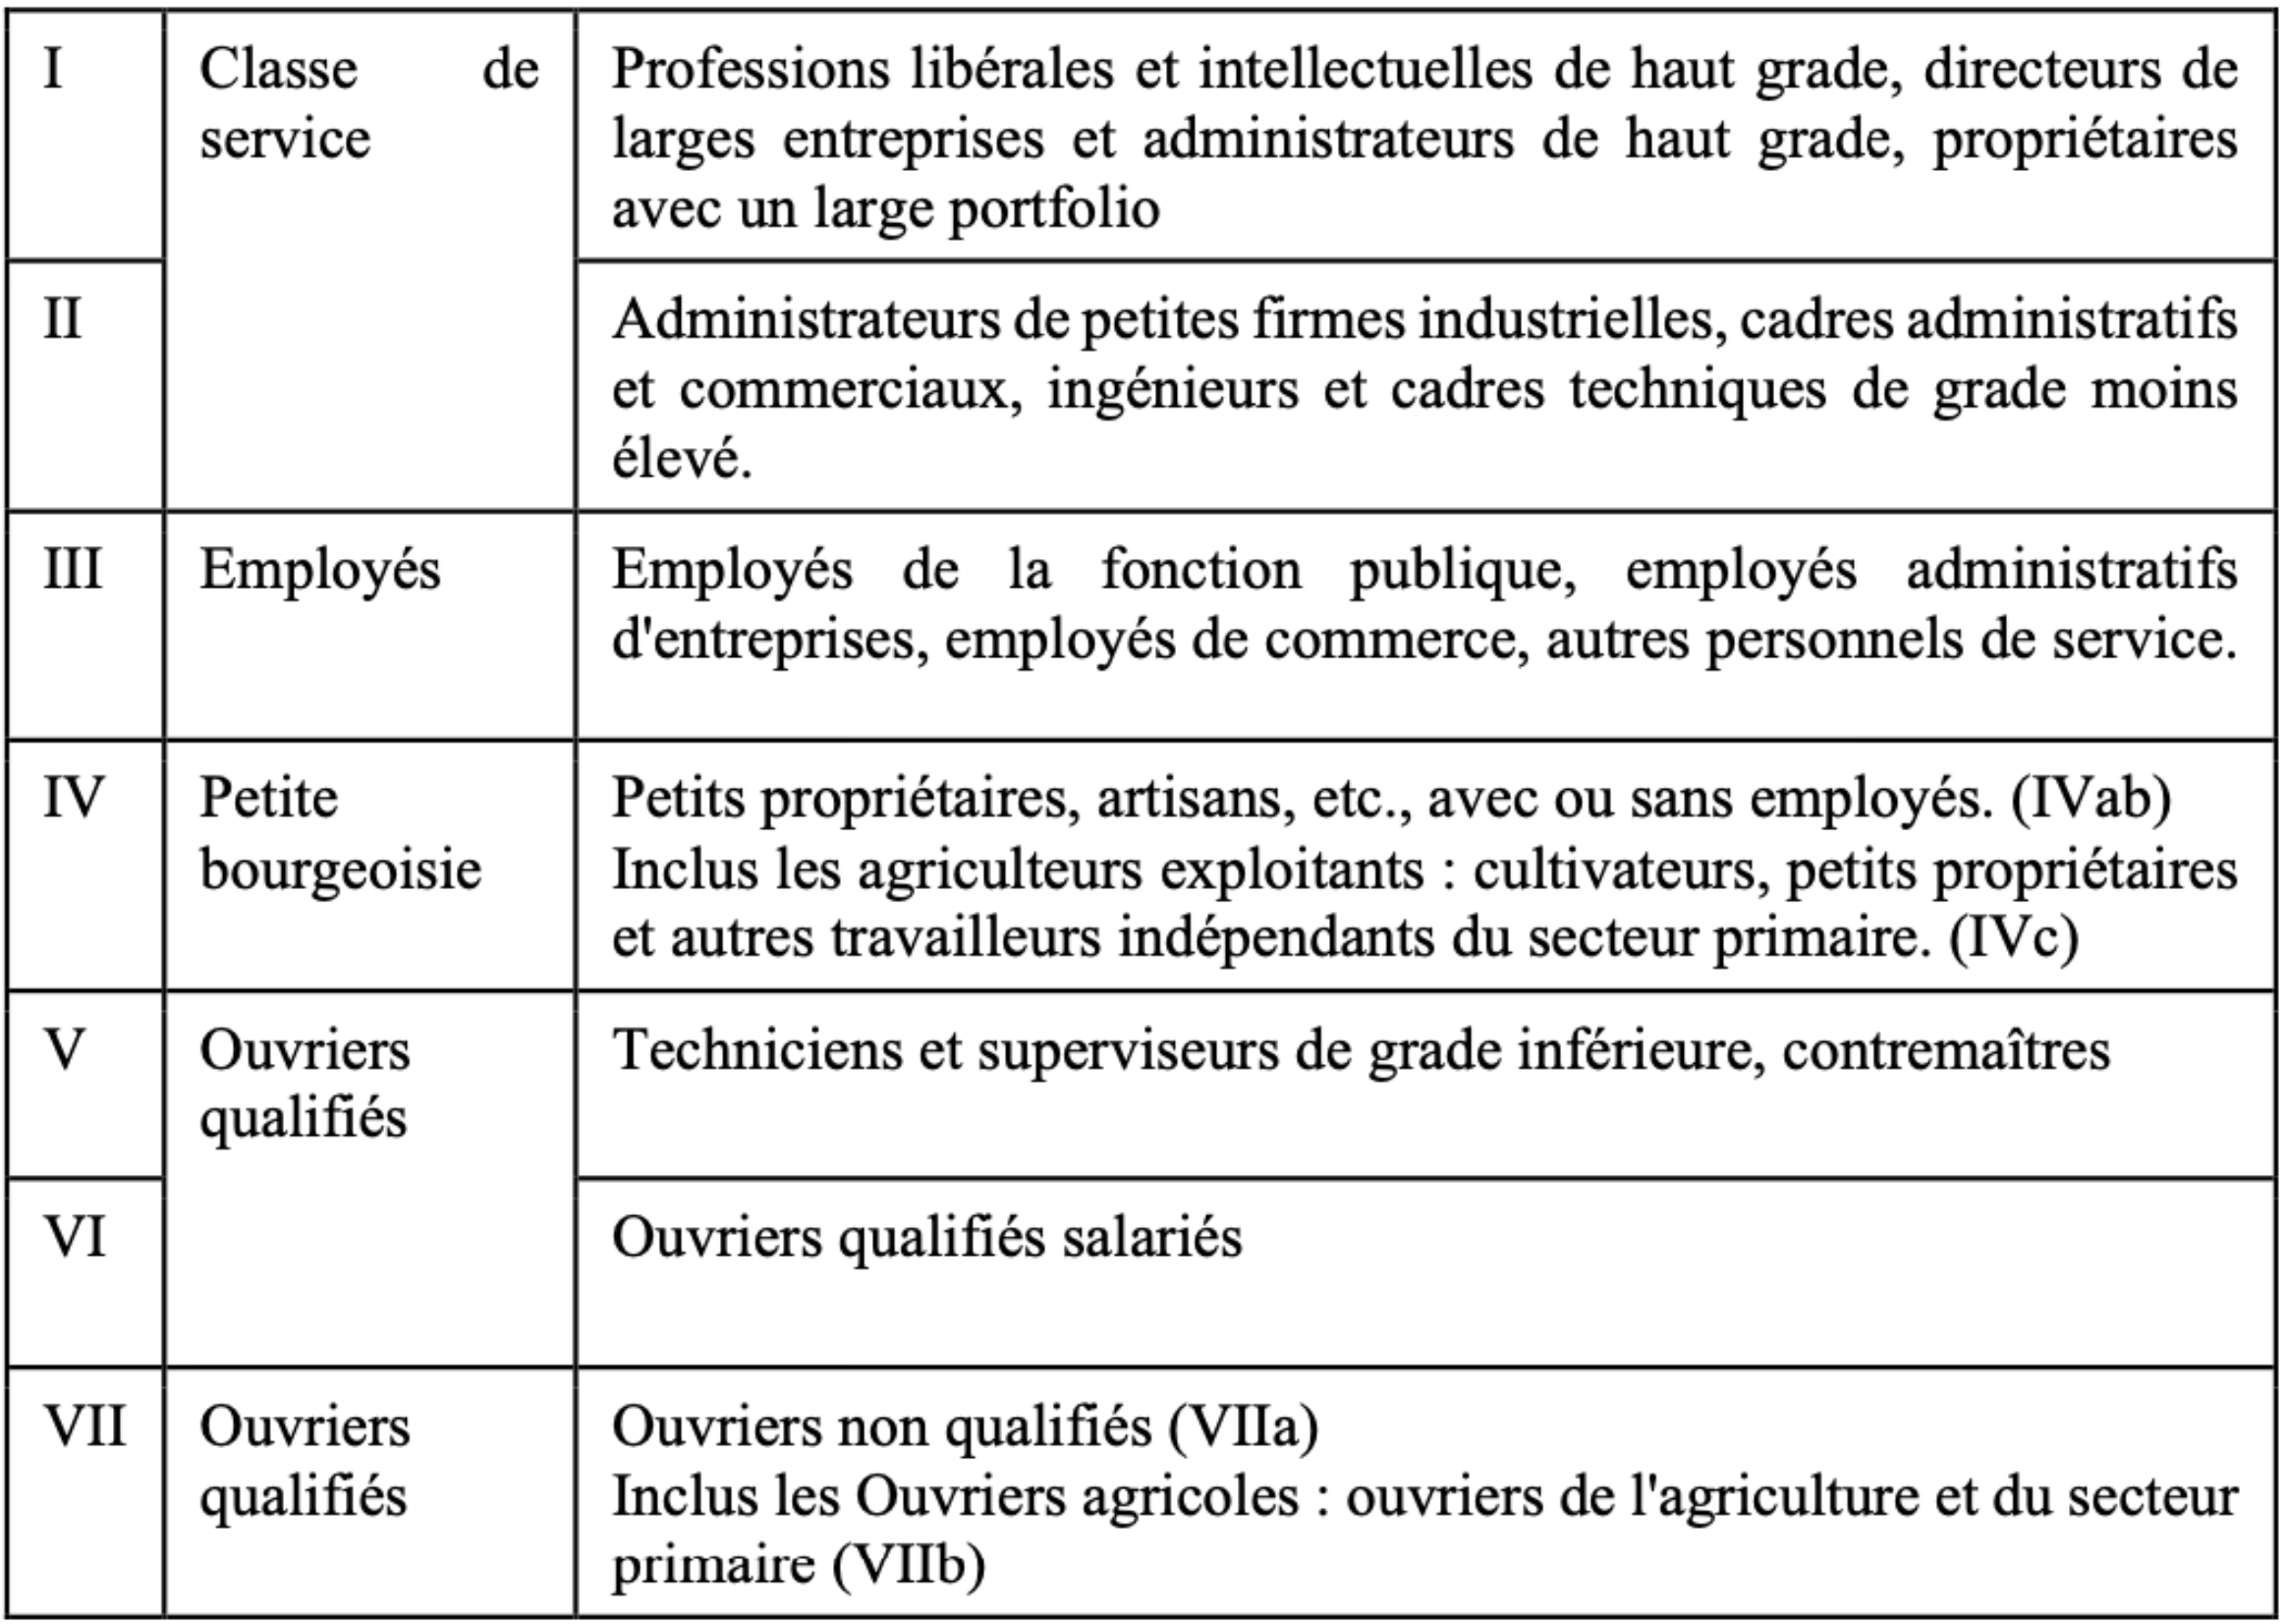 I
Classe de
service
Professions libérales et intellectuelles de haut grade, directeurs de
larges entreprises et administrateurs de haut grade, propriétaires
avec un large portfolio
II
Administrateurs de petites firmes industrielles, cadres administratifs
et commerciaux, ingénieurs et cadres techniques de grade moins
élevé.
III
Employés
Employés de la fonction publique, employés administratifs
d'entreprises, employés de commerce, autres personnels de service.
IV
Petite
bourgeoisie
Petits propriétaires, artisans, etc., avec ou sans employés. (IVab)
Inclus les agriculteurs exploitants : cultivateurs, petits propriétaires
et autres travailleurs indépendants du secteur primaire. (IVc)
V
Ouvriers
qualifiés
Techniciens et superviseurs de grade inférieure, contremaîtres
VI
Ouvriers qualifiés salariés
VII
Ouvriers
qualifiés
Ouvriers non qualifiés (VIIa)
Inclus les Ouvriers agricoles : ouvriers de l'agriculture et du secteur
primaire (VIIb)